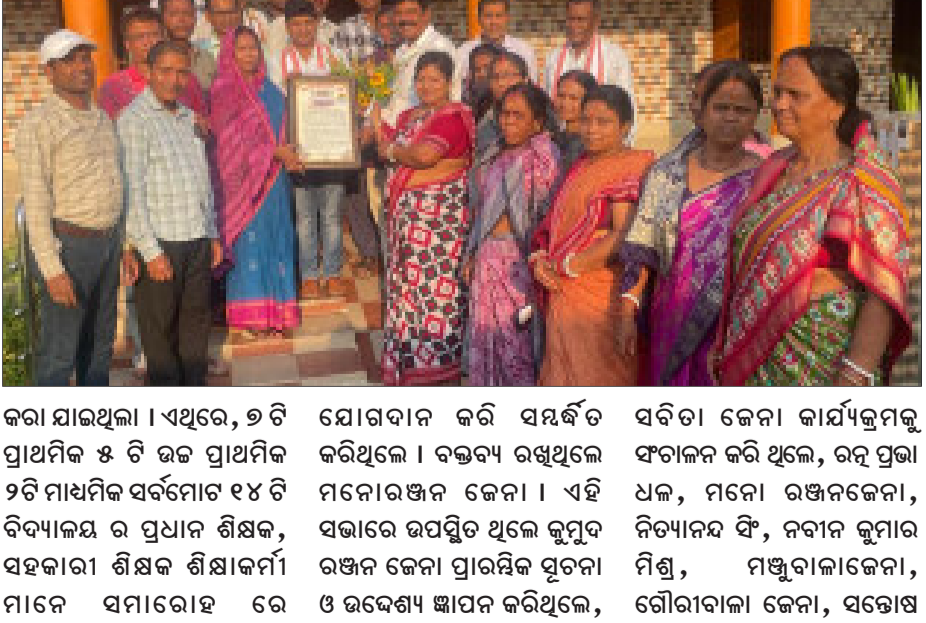 କରା ଯାଇଥିଲା । ଏଥିରେ, ୭ ଟି
ପ୍ରାଥମିକ ୫ ଟି ଉଚ୍ଚ ପ୍ରାଥମିକ
୨ଟି ମାଧ୍ୟମିକ ସର୍ବମୋଟ ୧୪ ଟି
ବିଦ୍ୟାଳୟ ର ପ୍ରଧାନ ଶିକ୍ଷକ,
ସହକାରୀ ଶିକ୍ଷକ ଶିକ୍ଷାକର୍ମୀ
ମାନେ ସମାରୋହ ରେ
ଯୋଗଦାନ କରି ସମ୍ବର୍ଦ୍ଧିତ
କରିଥିଲେ । ବକ୍ତବ୍ୟ ରଖିଥିଲେ
ମନୋରଞ୍ଜନ ଜେନା । ଏହି
ସଭାରେ ଉପସ୍ଥିତ ଥିଲେ କୁମୁଦ
ରଞ୍ଜନ ଜେନା ପ୍ରାରମ୍ଭିକ ସୂଚନା
ଓ ଉଦ୍ଦେଶ୍ୟ ଜ୍ଞାପନ କରିଥିଲେ,
ସବିତା ଜେନା କାର୍ଯ୍ୟକ୍ରମକୁ
ସଂଚାଳନ କରି ଥିଲେ, ରତ୍ନ ପ୍ରଭା
ଧଳ, ମନୋ ରଞ୍ଜନଜେନା,
ନିତ୍ୟାନନ୍ଦ ସିଂ, ନବୀନ କୁମାର
ମିଶ୍ର, ମଞ୍ଜୁବାଳାଜେନା,
ଗୌରୀବାଳା ଜେନା, ସନ୍ତୋଷ